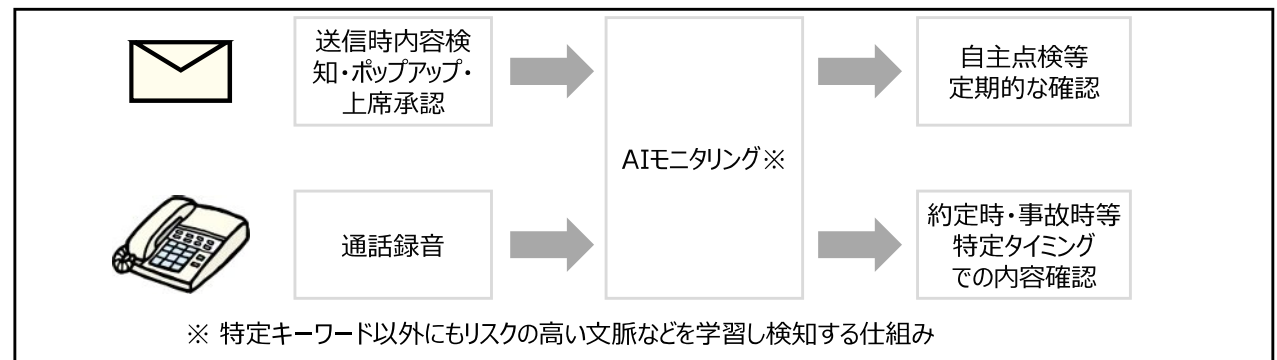 送信時内容検
知・ポップアップ・
上席承認
AIモニタリング※
自主点検等
定期的な確認
通話録音
約定時・事故時等
特定タイミング
での内容確認
※ 特定キーワード以外にもリスクの高い文脈などを学習し検知する仕組み